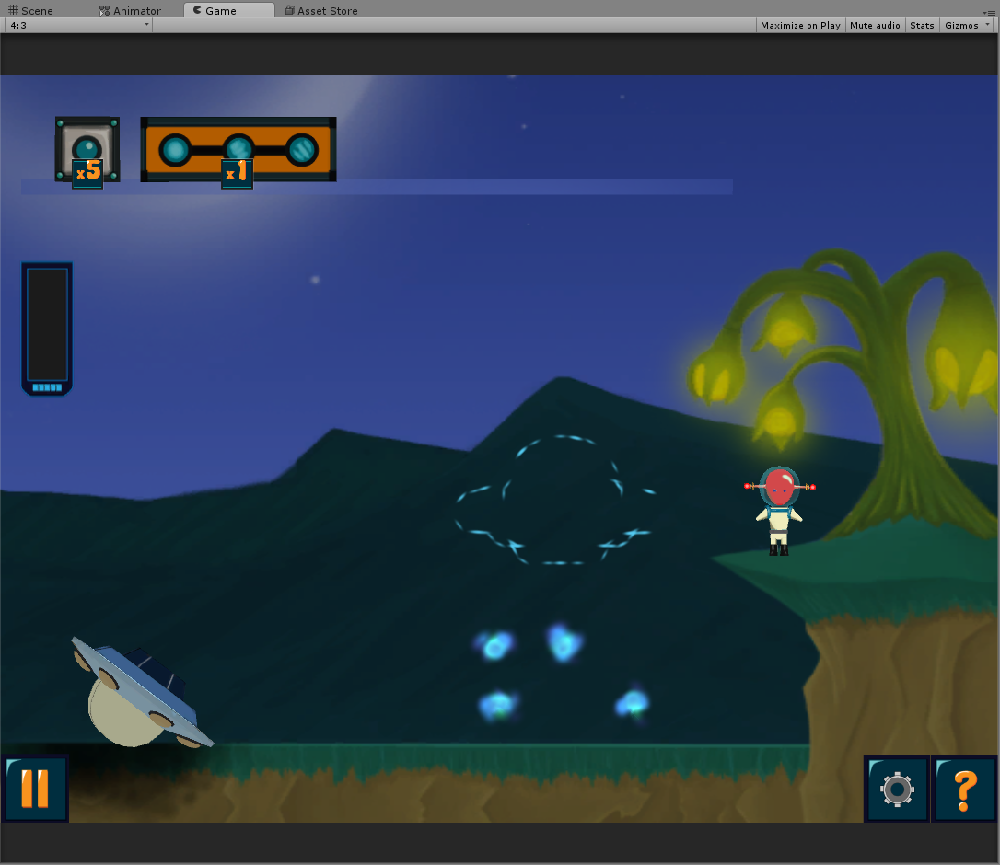 Scene Animator Game Asset Store
4:3 Maximize on Play Mute audio Stats Gizmos
x5 x1
?